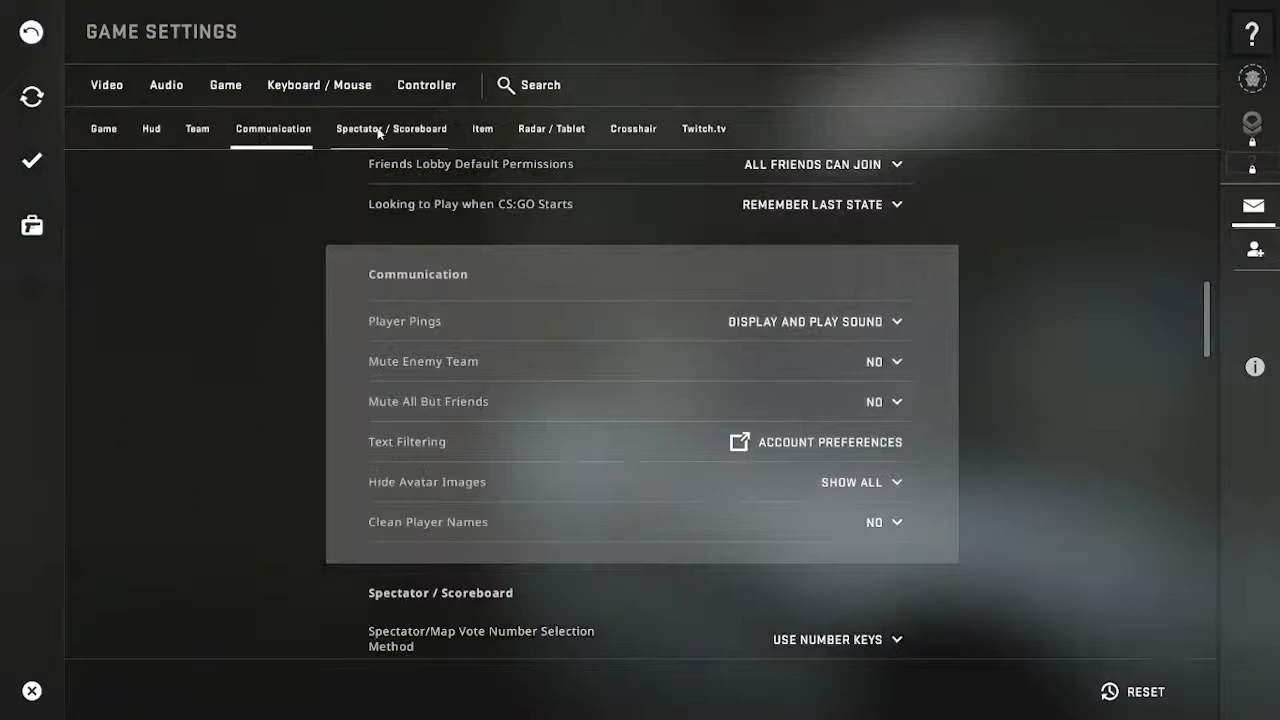 GAME SETTINGS
Video Audio Game Keyboard / Mouse Controller Search
Game Hud Team Communication Spectator / Scoreboard Item Radar / Tablet Crosshair Twitch.tv
Friends Lobby Default Permissions ALL FRIENDS CAN JOIN
Looking to Play when CS:GO Starts REMEMBER LAST STATE
Communication
Player Pings DISPLAY AND PLAY SOUND
Mute Enemy Team NO
Mute All But Friends NO
Text Filtering ACCOUNT PREFERENCES
Hide Avatar Images SHOW ALL
Clean Player Names NO
Spectator / Scoreboard
Spectator/Map Vote Number Selection
Method USE NUMBER KEYS
RESET